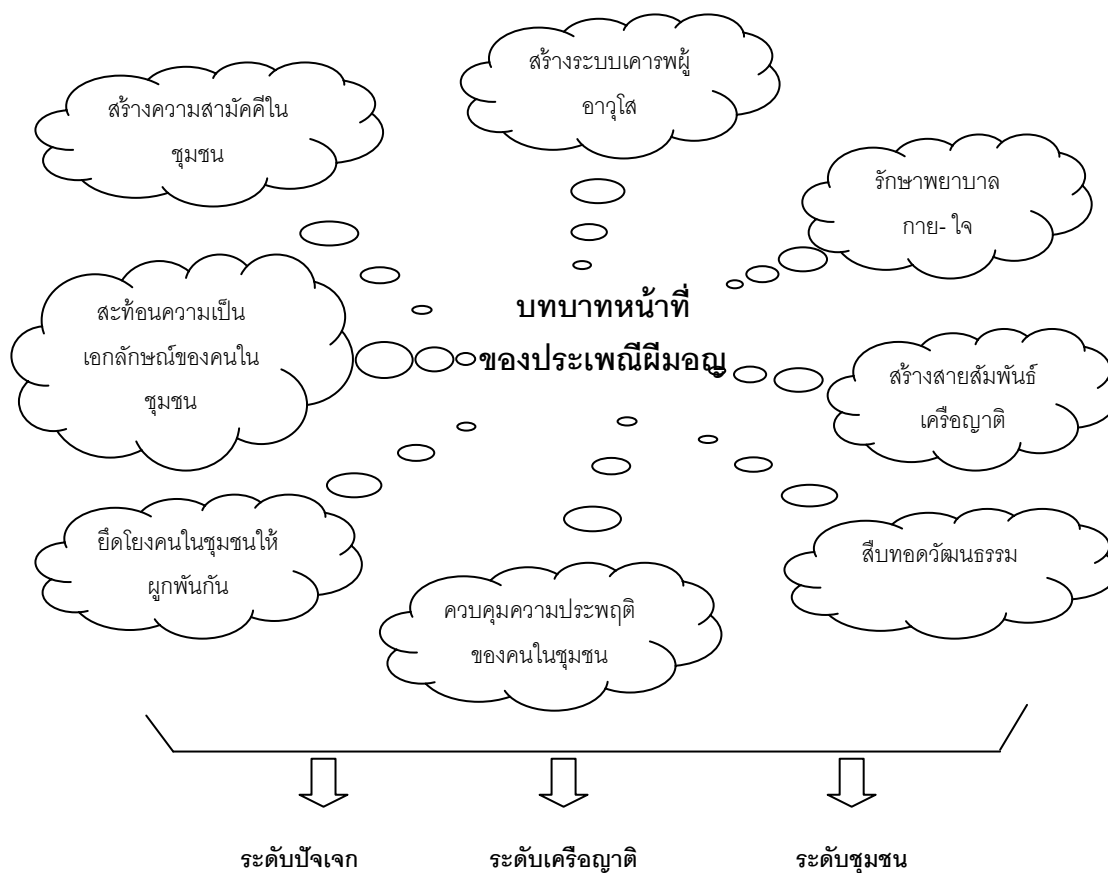 สร้างระบบเคารพผู้
อาวุโส
สร้างความสามัคคีใน
ชุมชน
รักษาพยาบาล
กาย- ใจ
สะท้อนความเป็น
เอกลักษณ์ของคนใน
ชุมชน
บทบาทหน้าที่
ของประเพณีผีมอญ
สร้างสายสัมพันธ์
เครือญาติ
ยึดโยงคนในชุมชนให้
ผูกพันกัน
สืบทอดวัฒนธรรม
ควบคุมความประพฤติ
ของคนในชุมชน
ระดับปัจเจก
ระดับเครือญาติ
ระดับชุมชน